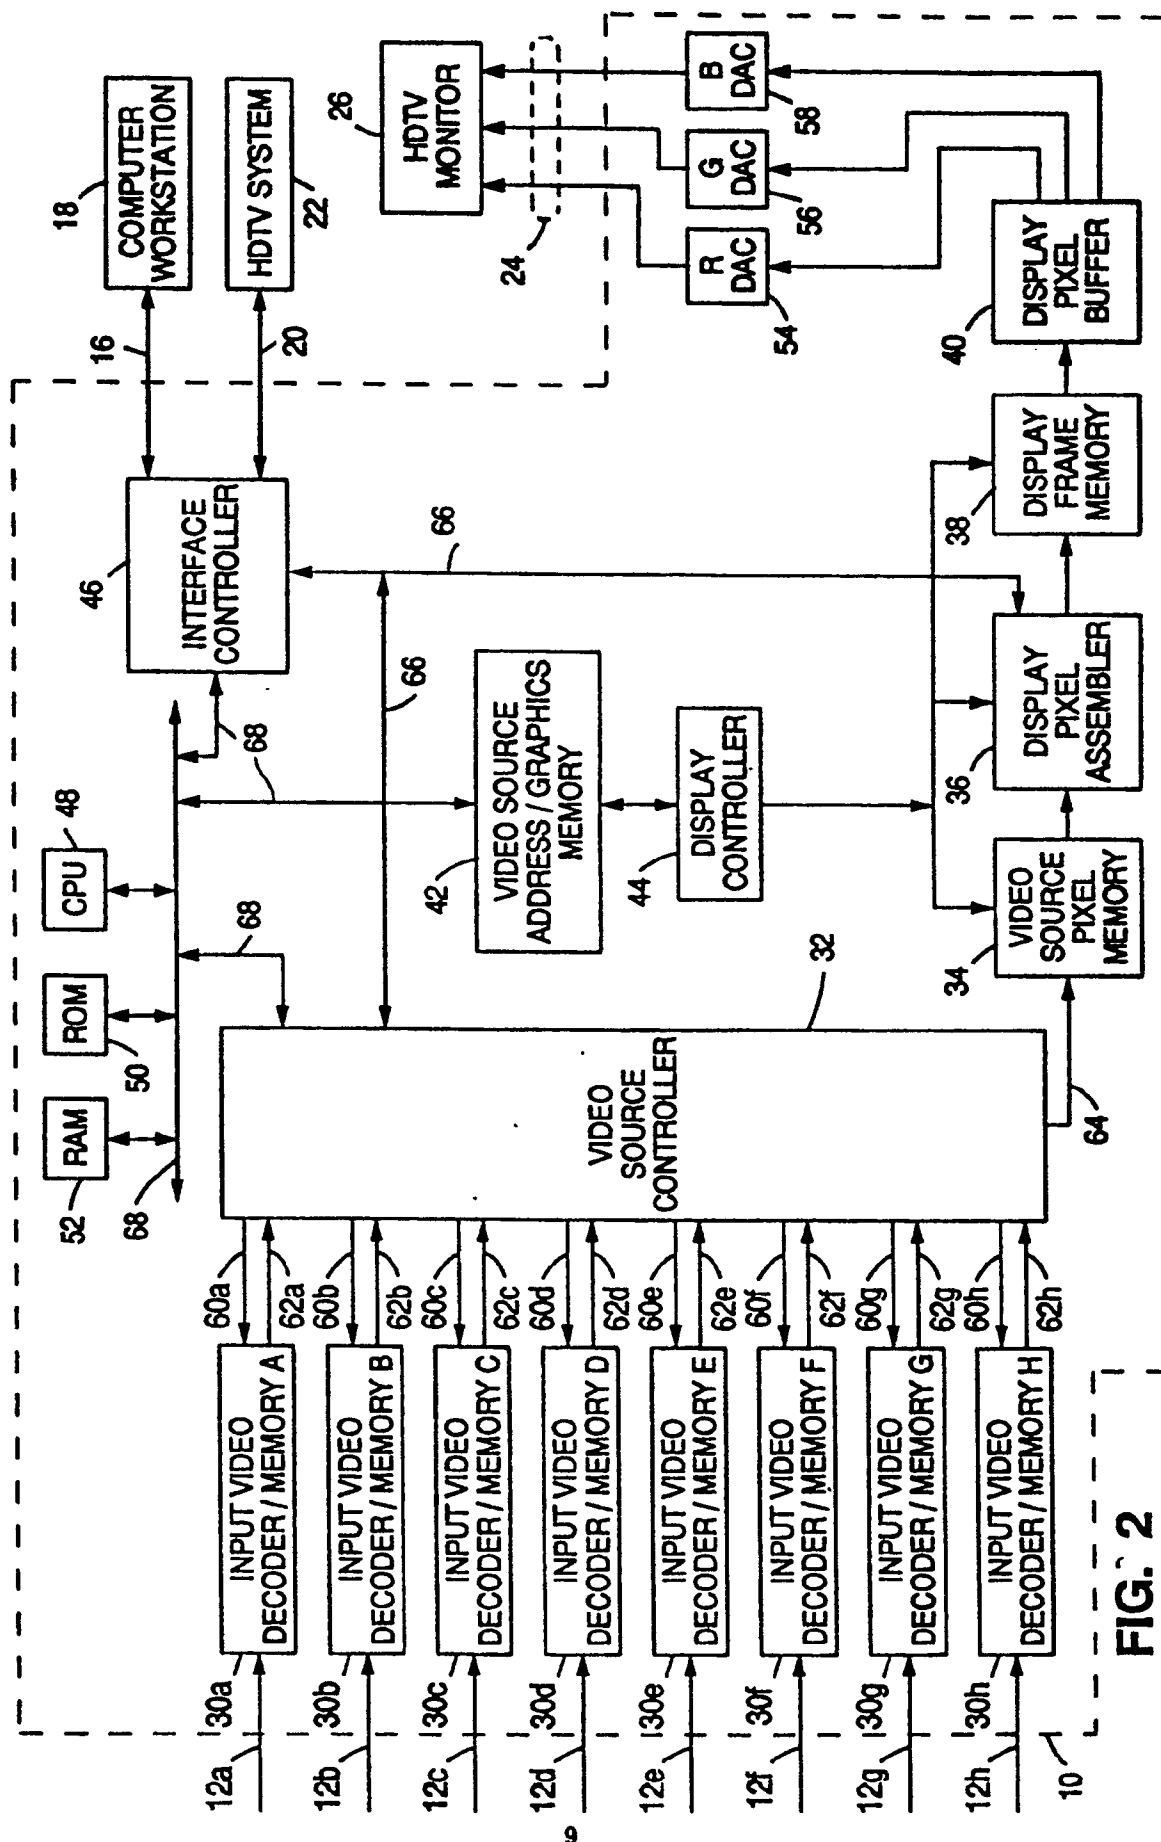 12a
12b
12c
12d
12e
12f
12g
12h
10
30a
30b
30c
30d
30e
30f
30g
30h
INPUT VIDEO
DECODER / MEMORY A
INPUT VIDEO
DECODER / MEMORY B
INPUT VIDEO
DECODER / MEMORY C
INPUT VIDEO
DECODER / MEMORY D
INPUT VIDEO
DECODER / MEMORY E
INPUT VIDEO
DECODER / MEMORY F
INPUT VIDEO
DECODER / MEMORY G
INPUT VIDEO
DECODER / MEMORY H
60a
62a
60b
62b
60c
62c
60d
62d
60e
62e
60f
62f
60g
62g
60h
62h
52
RAM
50
ROM
48
CPU
68
68
68
68
VIDEO
SOURCE
CONTROLLER
32
64
66
66
46
INTERFACE
CONTROLLER
16
20
18
COMPUTER
WORKSTATION
HDTV SYSTEM
22
42
VIDEO SOURCE
ADDRESS / GRAPHICS
MEMORY
44
DISPLAY
CONTROLLER
34
VIDEO
SOURCE
PIXEL
MEMORY
36
DISPLAY
PIXEL
ASSEMBLER
38
DISPLAY
FRAME
MEMORY
40
DISPLAY
PIXEL
BUFFER
54
R
DAC
56
G
DAC
58
B
DAC
24
26
HDTV
MONITOR
FIG. 2